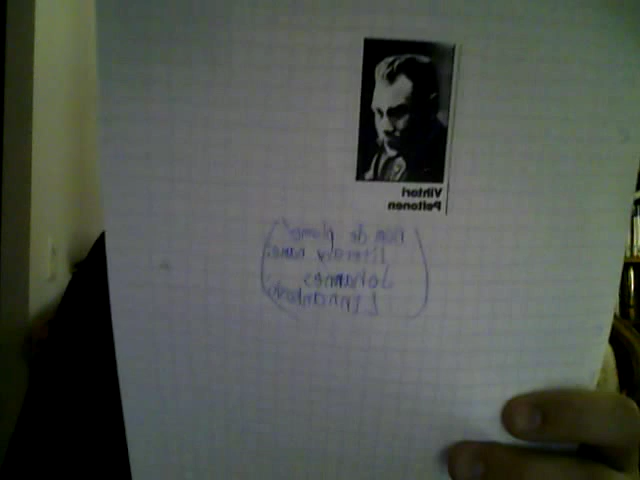 Vihtori
Peltonen
(nom de plume/
literary name:
Johannes
Linnankoski)